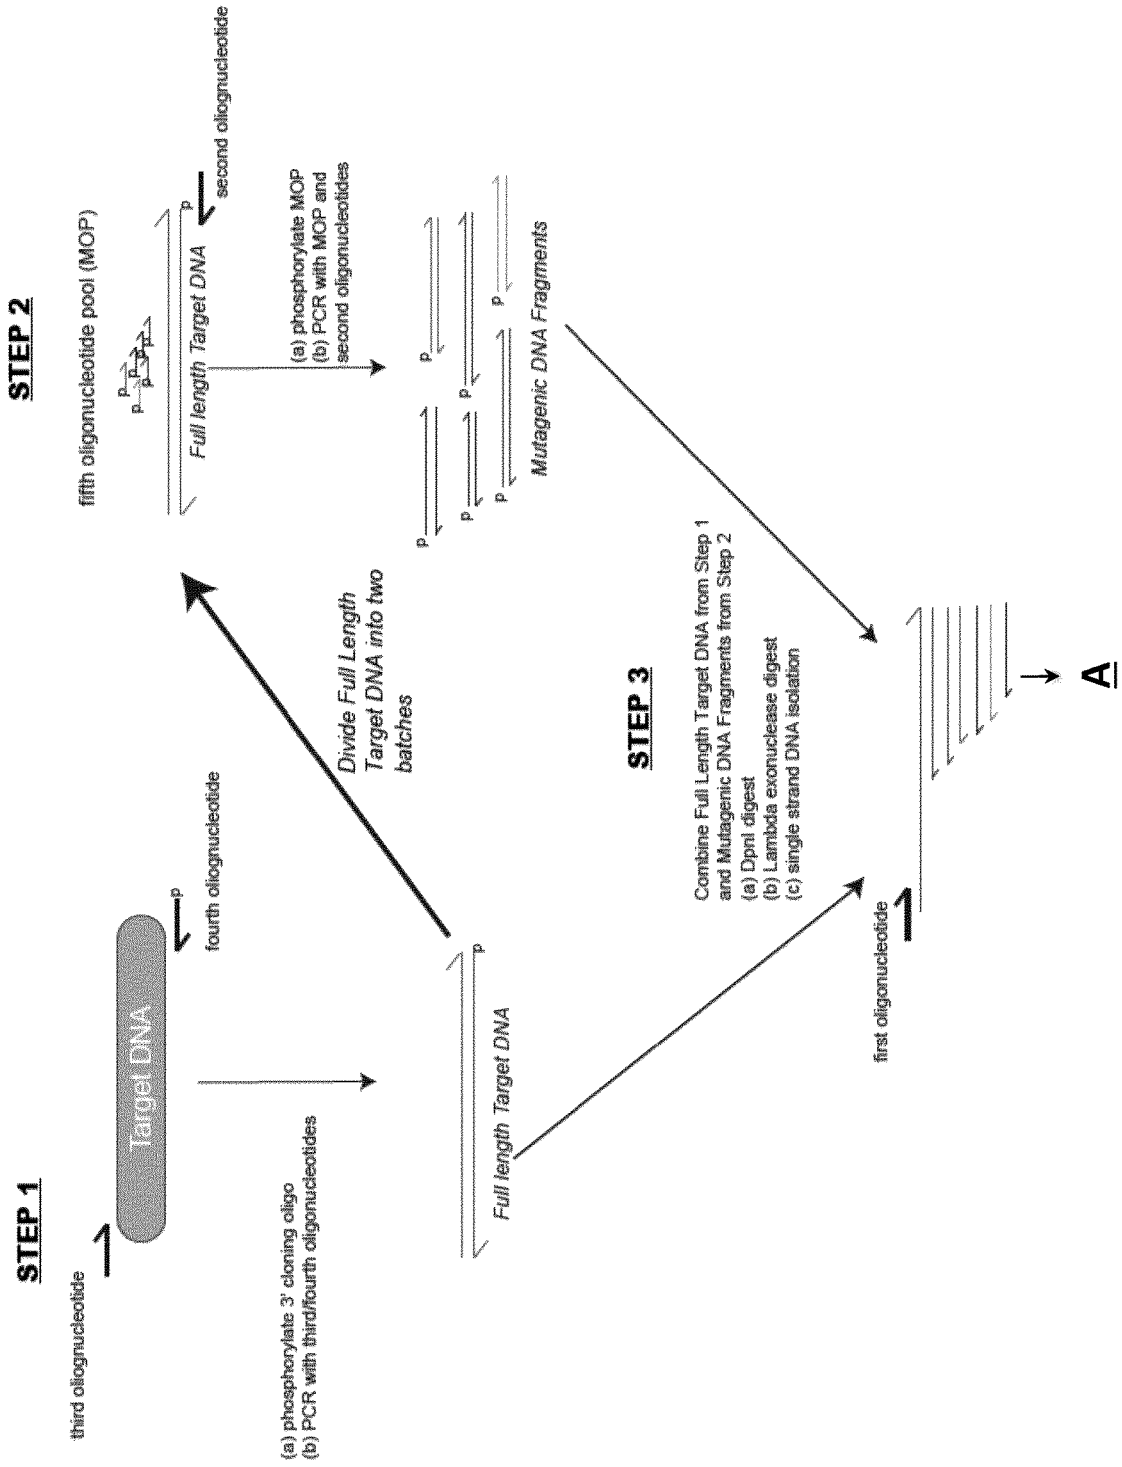 STEP 1
third oliognucleotide
Target DNA
p
fourth oliognucleotide
(a) phosphorylate 3' cloning oligo
(b) PCR with third/fourth oligonucleotides
p
Full length Target DNA
Divide Full Length
Target DNA into two
batches
STEP 2
fifth oligonucleotide pool (MOP)
p
p
p
p
p
p
Full length Target DNA
second oliognucleotide
(a) phosphorylate MOP
(b) PCR with MOP and
second oligonucleotides
p
p
p
p
p
p
Mutagenic DNA Fragments
STEP 3
Combine Full Length Target DNA from Step 1
and Mutagenic DNA Fragments from Step 2
(a) DpnI digest
(b) Lambda exonuclease digest
(c) single strand DNA isolation
first oligonucleotide
A